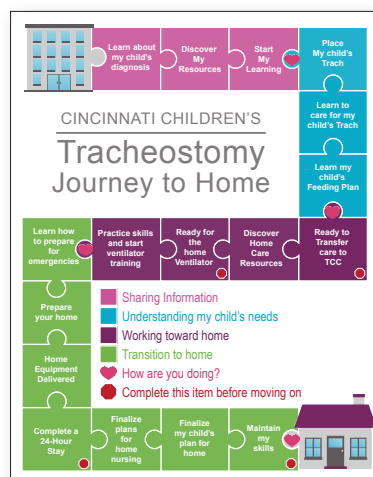 Learn about
my child's
diagnosis
Discover
My
Resources
Start
My
Learning
Place
My child's
Trach
Learn to
care for my
child's Trach
Learn my
child's
Feeding Plan
CINCINNATI CHILDREN'S
Tracheostomy
Journey to Home
Ready to
Transfer
care to
TCC
Discover
Home
Care
Resources
Ready for
the
home
Ventilator
Practice skills
and start
ventilator
training
Learn how
to prepare
for
emergencies
Prepare
your home
Home
Equipment
Delivered
Complete a
24-Hour
Stay
Finalize
plans
for
home
nursing
Finalize
my child's
plan for
home
Maintain
my
skills
Sharing Information
Understanding my child's needs
Working toward home
Transition to home
How are you doing?
Complete this item before moving on